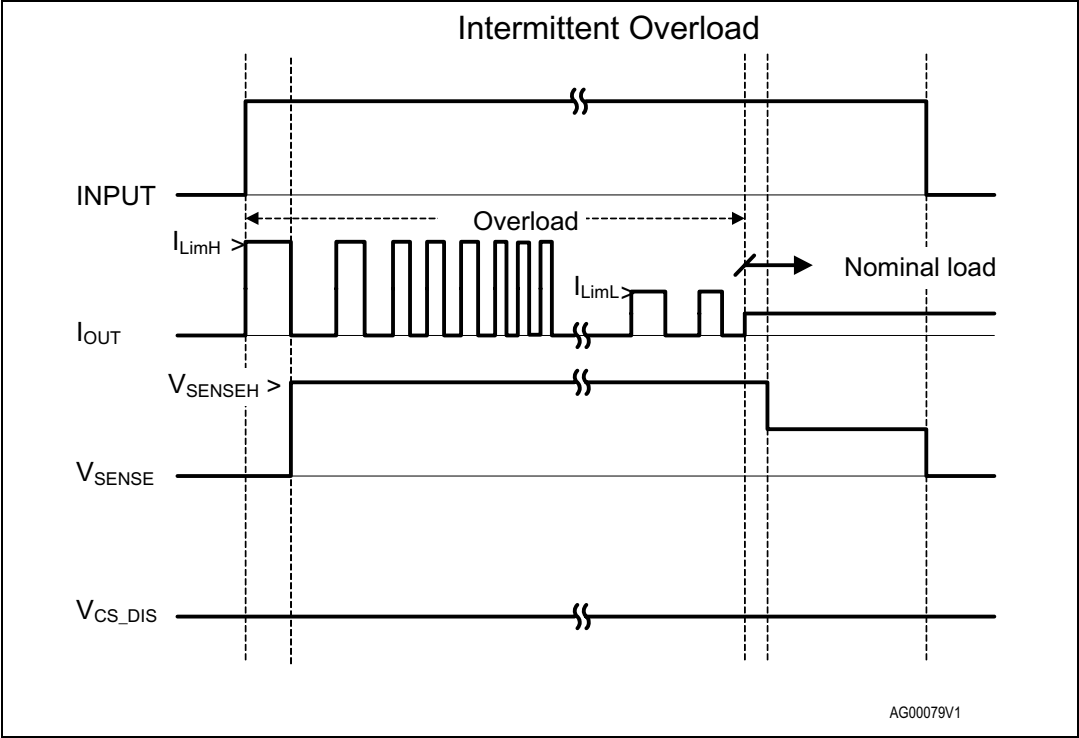 Intermittent Overload
INPUT
Overload
I_LimH >
Nominal load
I_LimL >
I_OUT
V_SENSEH >
V_SENSE
V_CS_DIS
AG00079V1